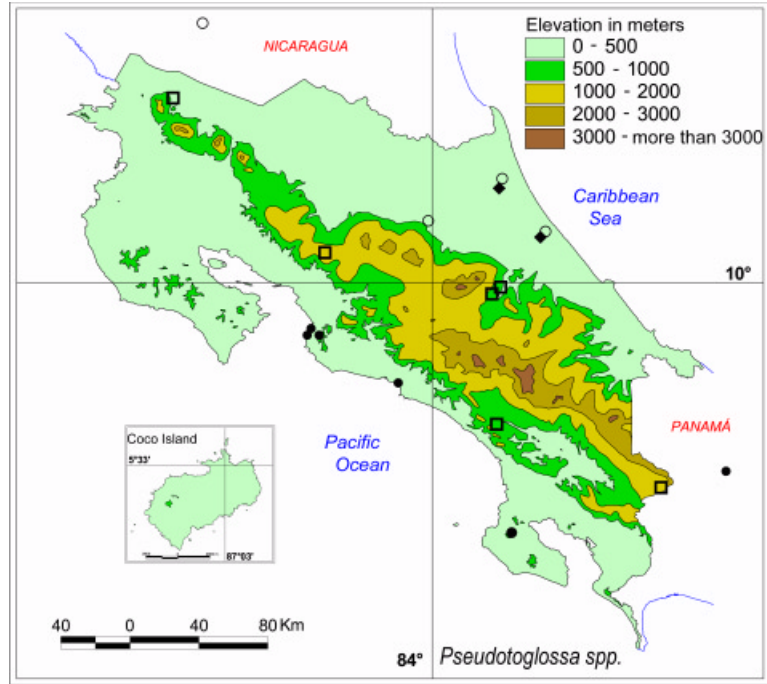 Elevation in meters
0 - 500
500 - 1000
1000 - 2000
2000 - 3000
3000 - more than 3000
NICARAGUA
Caribbean
Sea
10°
PANAMÁ
Pacific
Ocean
Coco Island
5°33'
87°03'
40 0 40 80 Km
84°
Pseudotoglossa spp.